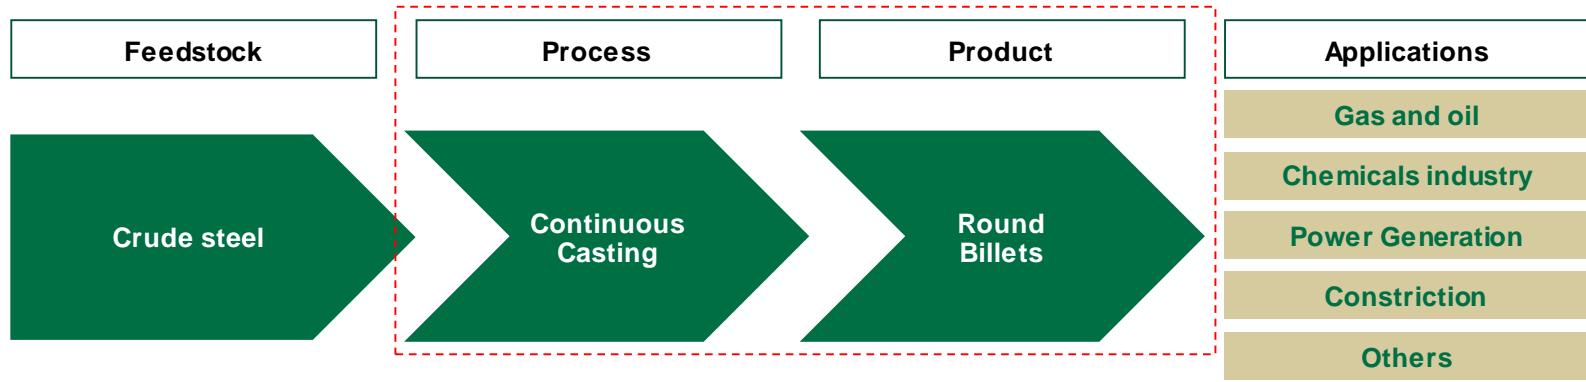 Feedstock
Process
Product
Applications
Crude steel
Continuous
Casting
Round
Billets
Gas and oil
Chemicals industry
Power Generation
Constriction
Others